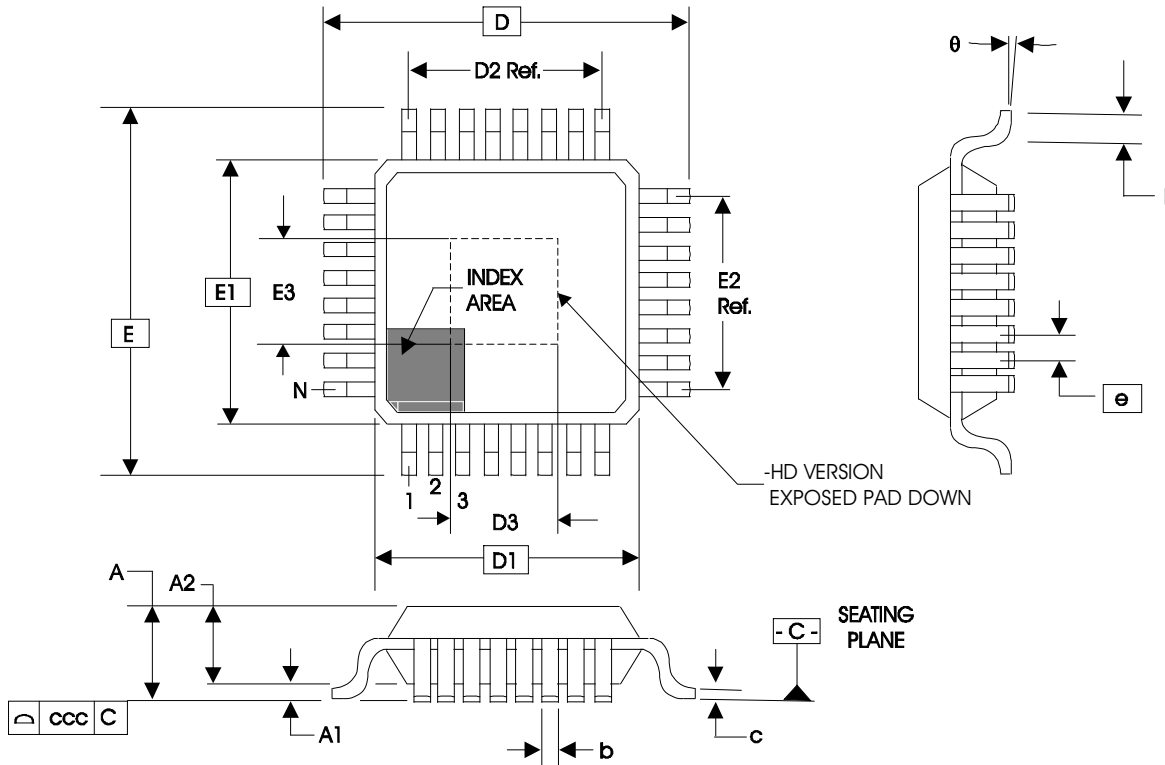 D
D2 Ref.
θ
E1
E3
INDEX
AREA
E2
Ref.
E
N
e
1
2
3
-HD VERSION
EXPOSED PAD DOWN
D3
D1
A
A2
- C -
SEATING
PLANE
ccc C
A1
b
c